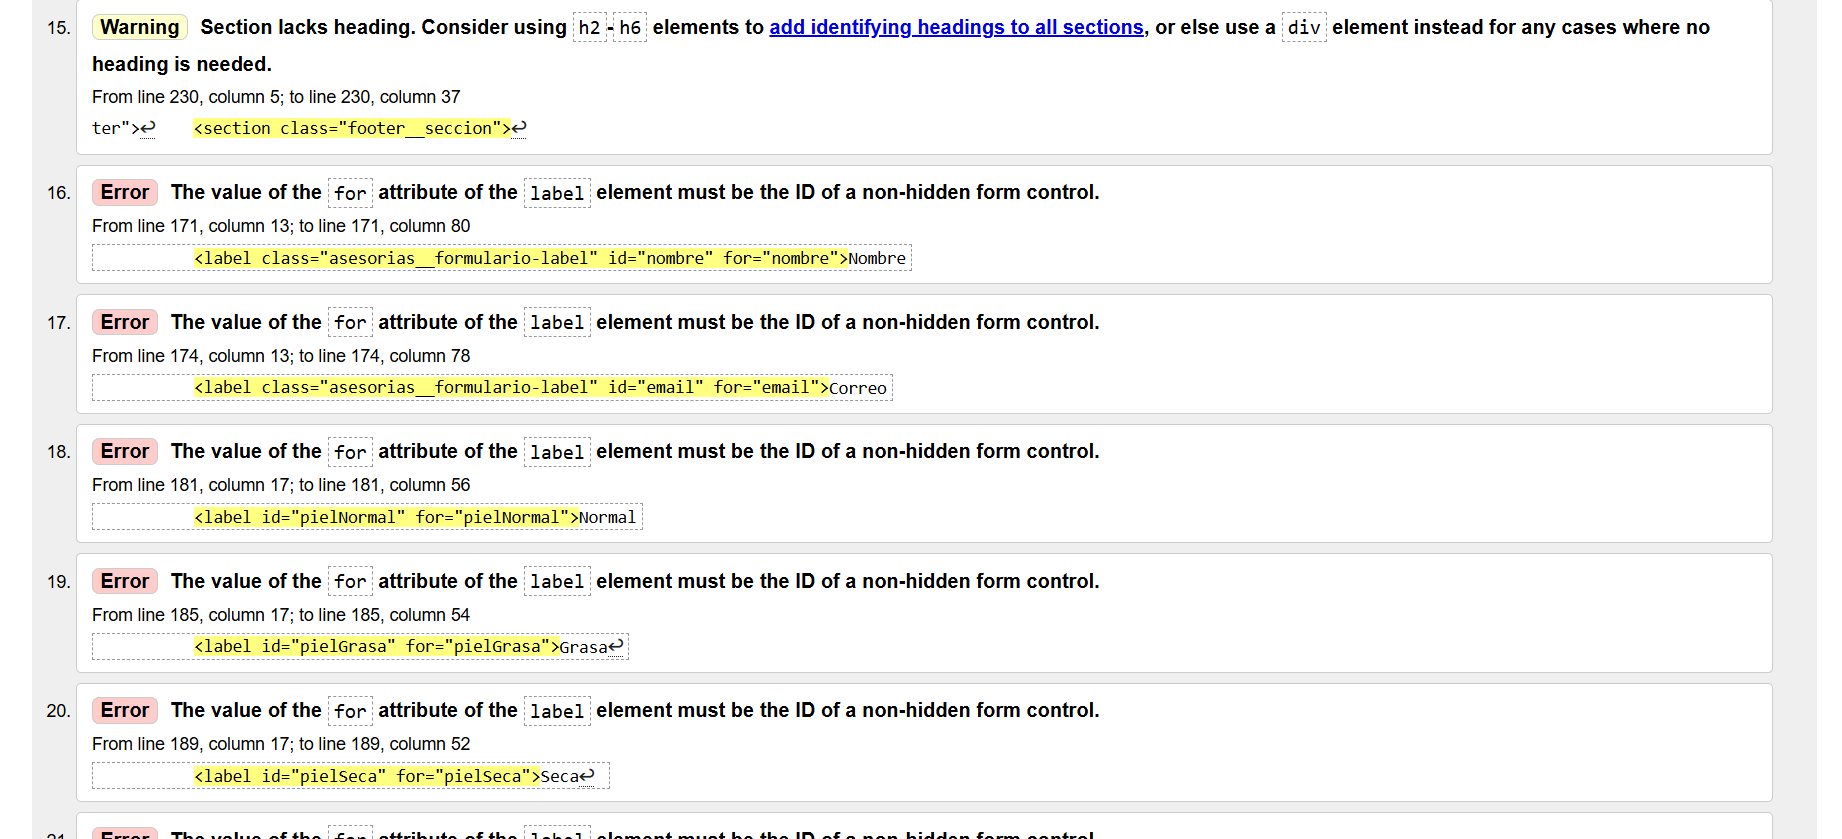 15. Warning Section lacks heading. Consider using h2-h6 elements to add identifying headings to all sections, or else use a div element instead for any cases where no
heading is needed.
From line 230, column 5; to line 230, column 37
ter">↩ <section class="footer__seccion">↩
16. Error The value of the for attribute of the label element must be the ID of a non-hidden form control.
From line 171, column 13; to line 171, column 80
<label class="asesorias__formulario-label" id="nombre" for="nombre">Nombre
17. Error The value of the for attribute of the label element must be the ID of a non-hidden form control.
From line 174, column 13; to line 174, column 78
<label class="asesorias__formulario-label" id="email" for="email">Correo
18. Error The value of the for attribute of the label element must be the ID of a non-hidden form control.
From line 181, column 17; to line 181, column 56
<label id="pielNormal" for="pielNormal">Normal
19. Error The value of the for attribute of the label element must be the ID of a non-hidden form control.
From line 185, column 17; to line 185, column 54
<label id="pielGrasa" for="pielGrasa">Grasa↩
20. Error The value of the for attribute of the label element must be the ID of a non-hidden form control.
From line 189, column 17; to line 189, column 52
<label id="pielSeca" for="pielSeca">Seca↩
21. Error The value of the for attribute of the label element must be the ID of a non-hidden form control.